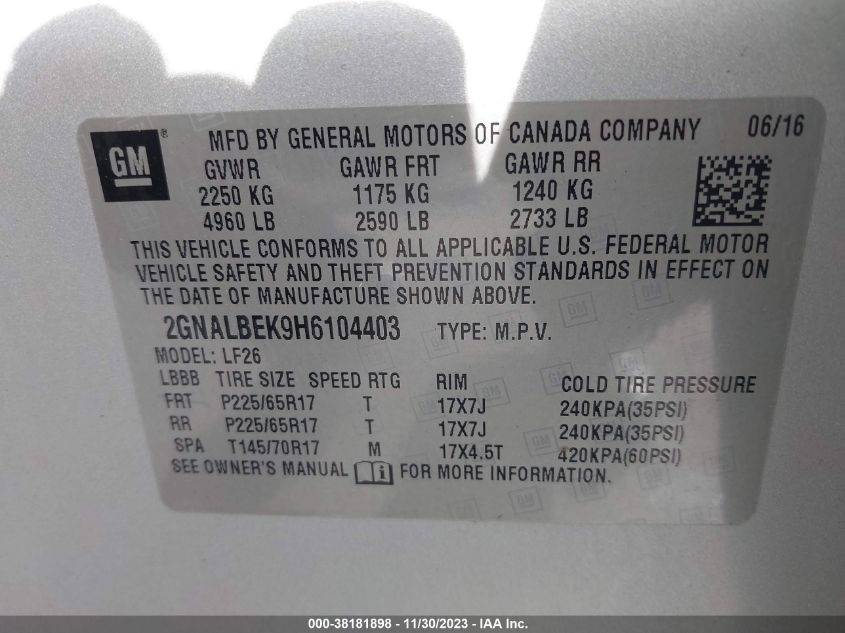 GM ® MFD BY GENERAL MOTORS OF CANADA COMPANY 06/16
GVWR GAWR FRT GAWR RR
2250 KG 1175 KG 1240 KG
4960 LB 2590 LB 2733 LB
THIS VEHICLE CONFORMS TO ALL APPLICABLE U.S. FEDERAL MOTOR
VEHICLE SAFETY AND THEFT PREVENTION STANDARDS IN EFFECT ON
THE DATE OF MANUFACTURE SHOWN ABOVE.
2GNALBEK9H6104403 TYPE: M.P.V.
MODEL: LF26
LBBB TIRE SIZE SPEED RTG RIM COLD TIRE PRESSURE
FRT P225/65R17 T 17X7J 240KPA(35PSI)
RR P225/65R17 T 17X7J 240KPA(35PSI)
SPA T145/70R17 M 17X4.5T 420KPA(60PSI)
SEE OWNER'S MANUAL FOR MORE INFORMATION.
000-38181898 - 11/30/2023 - IAA Inc.